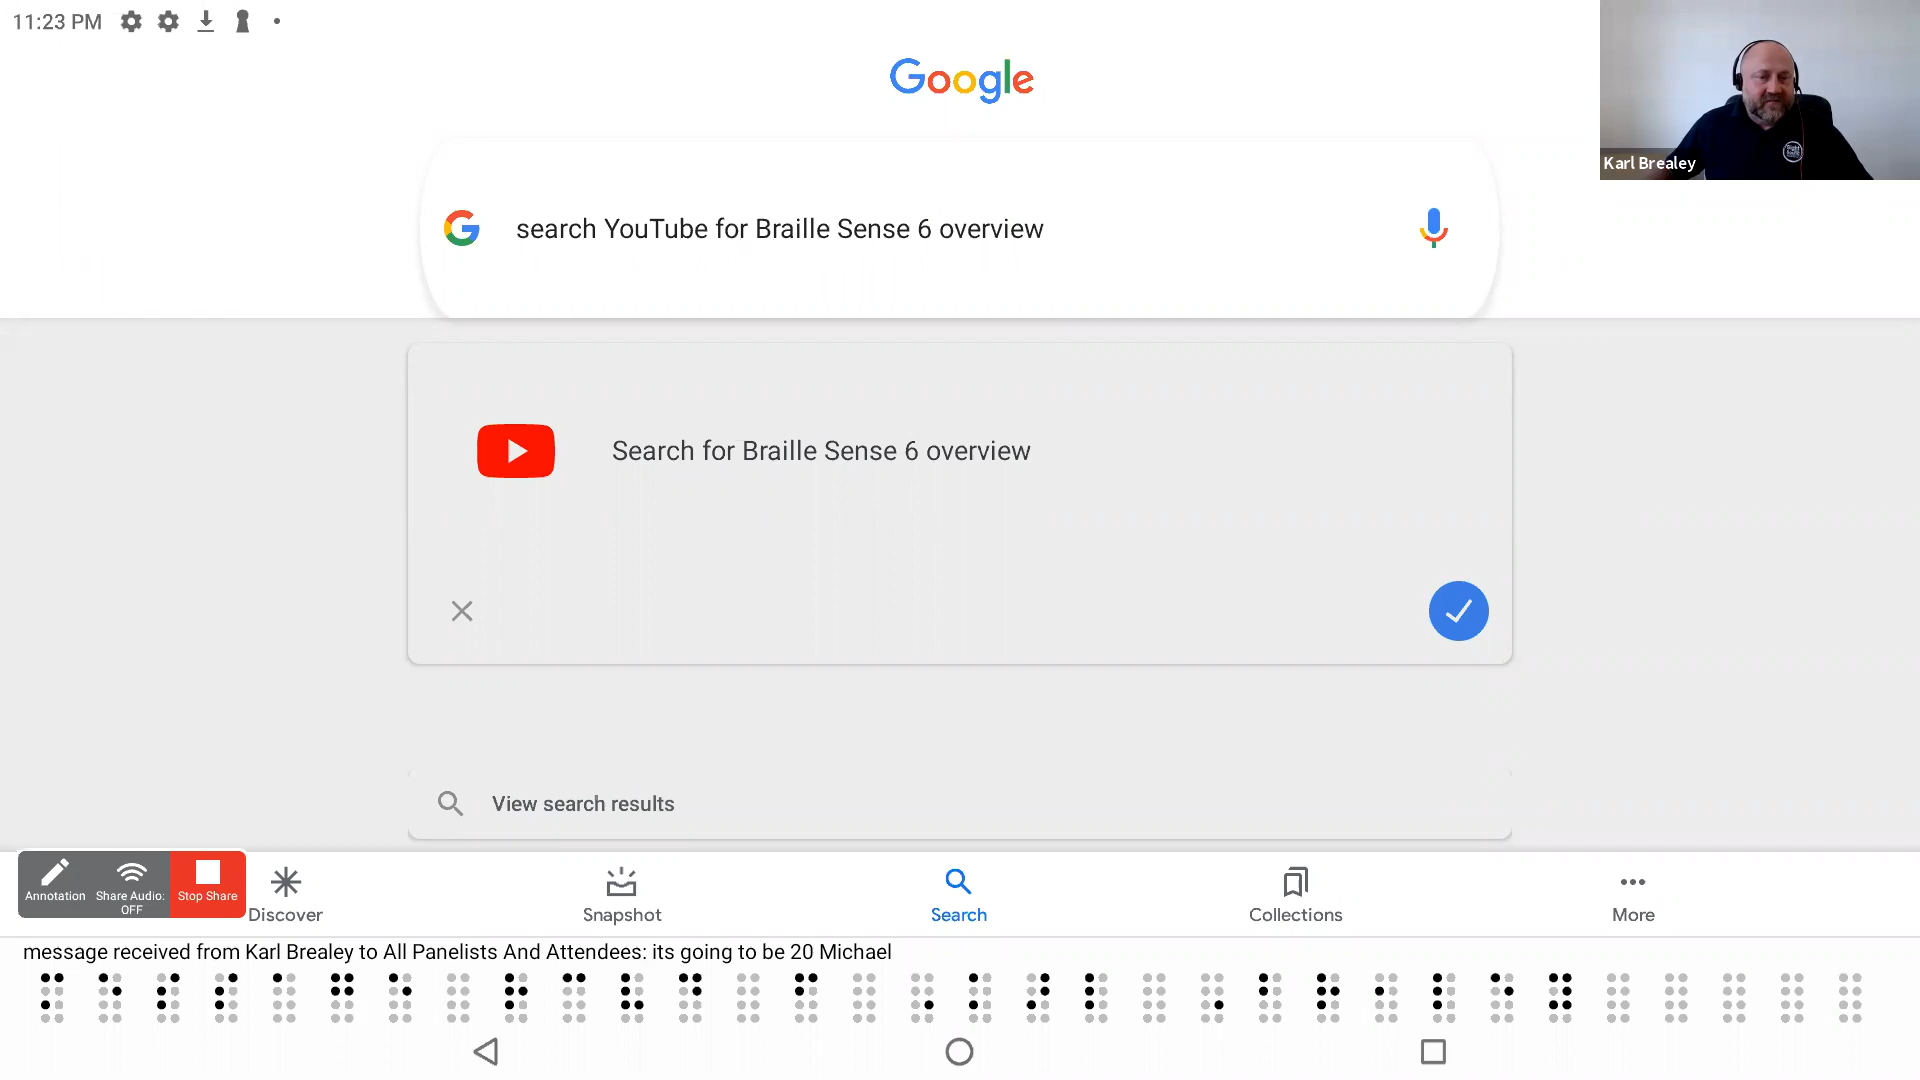 11:23 PM
Google
Karl Brealey
search YouTube for Braille Sense 6 overview
Search for Braille Sense 6 overview
View search results
Annotation
Share Audio: OFF
Stop Share
Discover
Snapshot
Search
Collections
More
message received from Karl Brealey to All Panelists And Attendees: its going to be 20 Michael